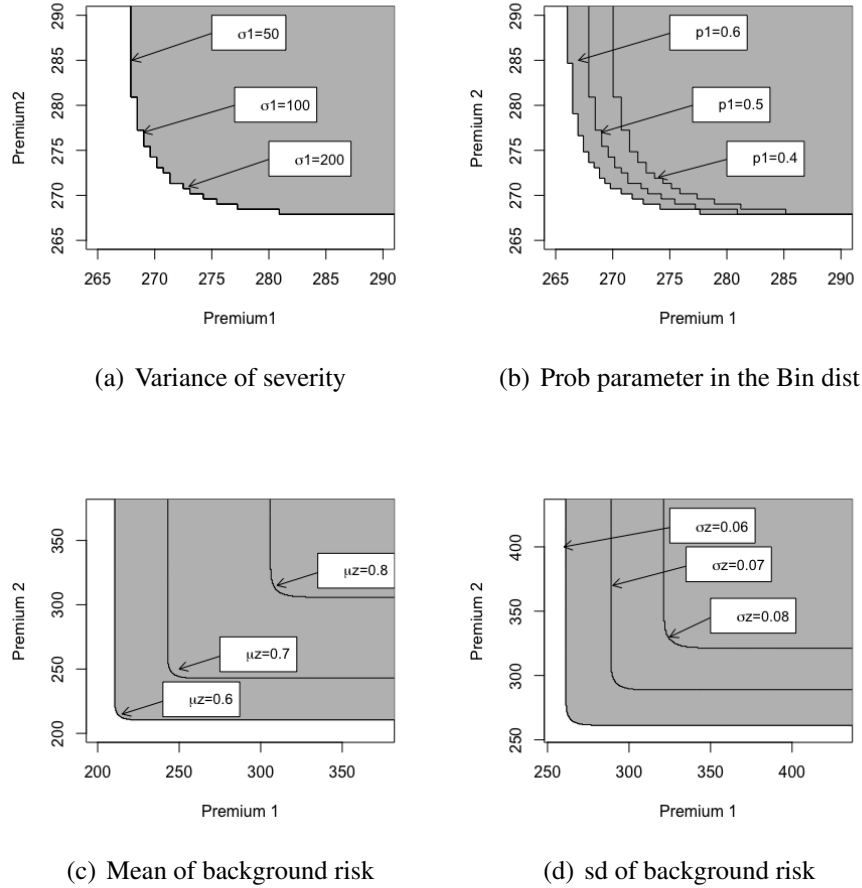 290
285
280
275
270
265
Premium2
σ1=50
σ1=100
σ1=200
265 270 275 280 285 290
Premium1
(a) Variance of severity
290
285
280
275
270
265
Premium 2
p1=0.6
p1=0.5
p1=0.4
265 270 275 280 285 290
Premium 1
(b) Prob parameter in the Bin dist
350
300
250
200
Premium 2
μz=0.8
μz=0.7
μz=0.6
200 250 300 350
Premium 1
(c) Mean of background risk
400
350
300
250
Premium 2
σz=0.06
σz=0.07
σz=0.08
250 300 350 400
Premium 1
(d) sd of background risk